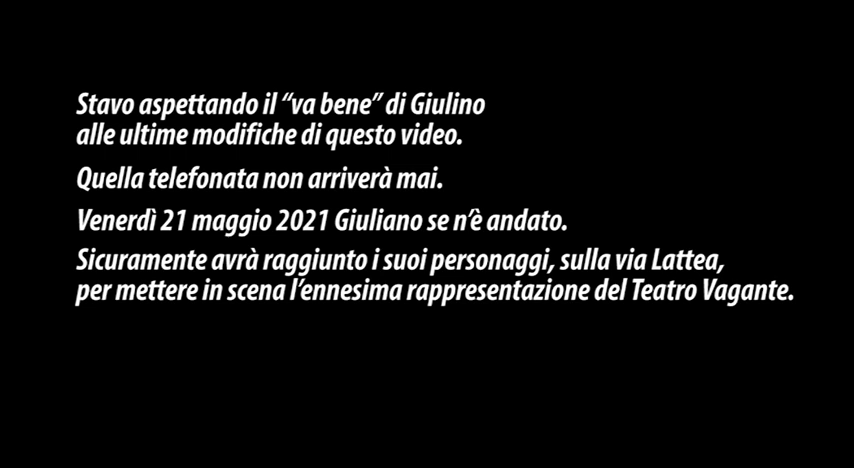 Stavo aspettando il “va bene” di Giulino
alle ultime modifiche di questo video.
Quella telefonata non arriverà mai.
Venerdì 21 maggio 2021 Giuliano se n’è andato.
Sicuramente avrà raggiunto i suoi personaggi, sulla via Lattea,
per mettere in scena l’ennesima rappresentazione del Teatro Vagante.